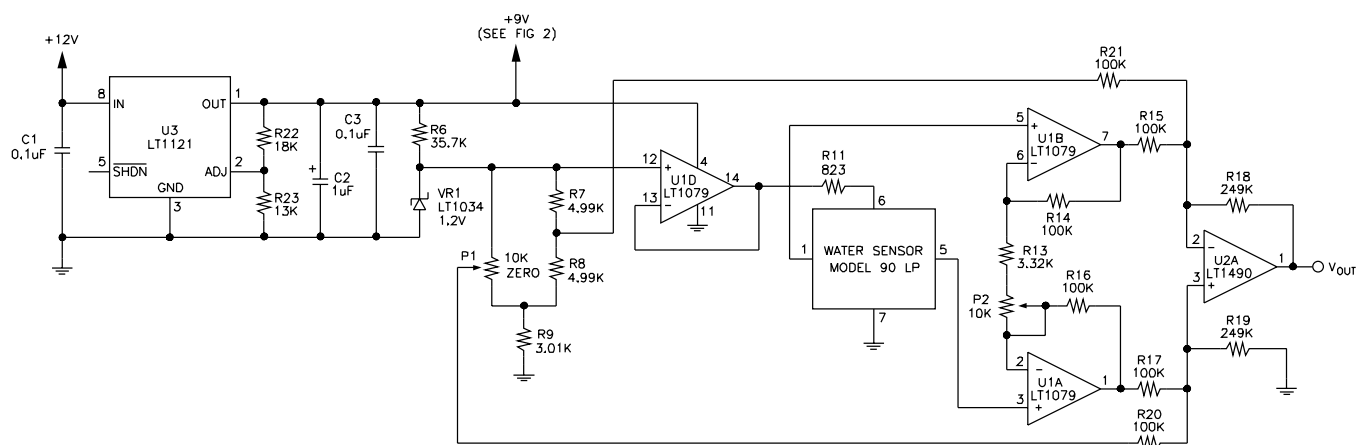 +12V
+9V
(SEE FIG 2)
8
IN
OUT
1
U3
LT1121
5
SHDN
ADJ
2
GND
3
C1
0.1uF
R22
18K
R23
13K
+
C2
1uF
C3
0.1uF
R6
35.7K
VR1
LT1034
1.2V
P1
10K
ZERO
R7
4.99K
R8
4.99K
R9
3.01K
12
+
13
−
U1D
LT1079
4
14
11
R11
823
6
1
WATER SENSOR
MODEL 90 LP
5
7
R21
100K
5
+
6
−
U1B
LT1079
7
R15
100K
R14
100K
R13
3.32K
P2
10K
R16
100K
2
−
3
+
U1A
LT1079
1
R17
100K
R20
100K
R18
249K
2
−
3
+
U2A
LT1490
1
VOUT
R19
249K